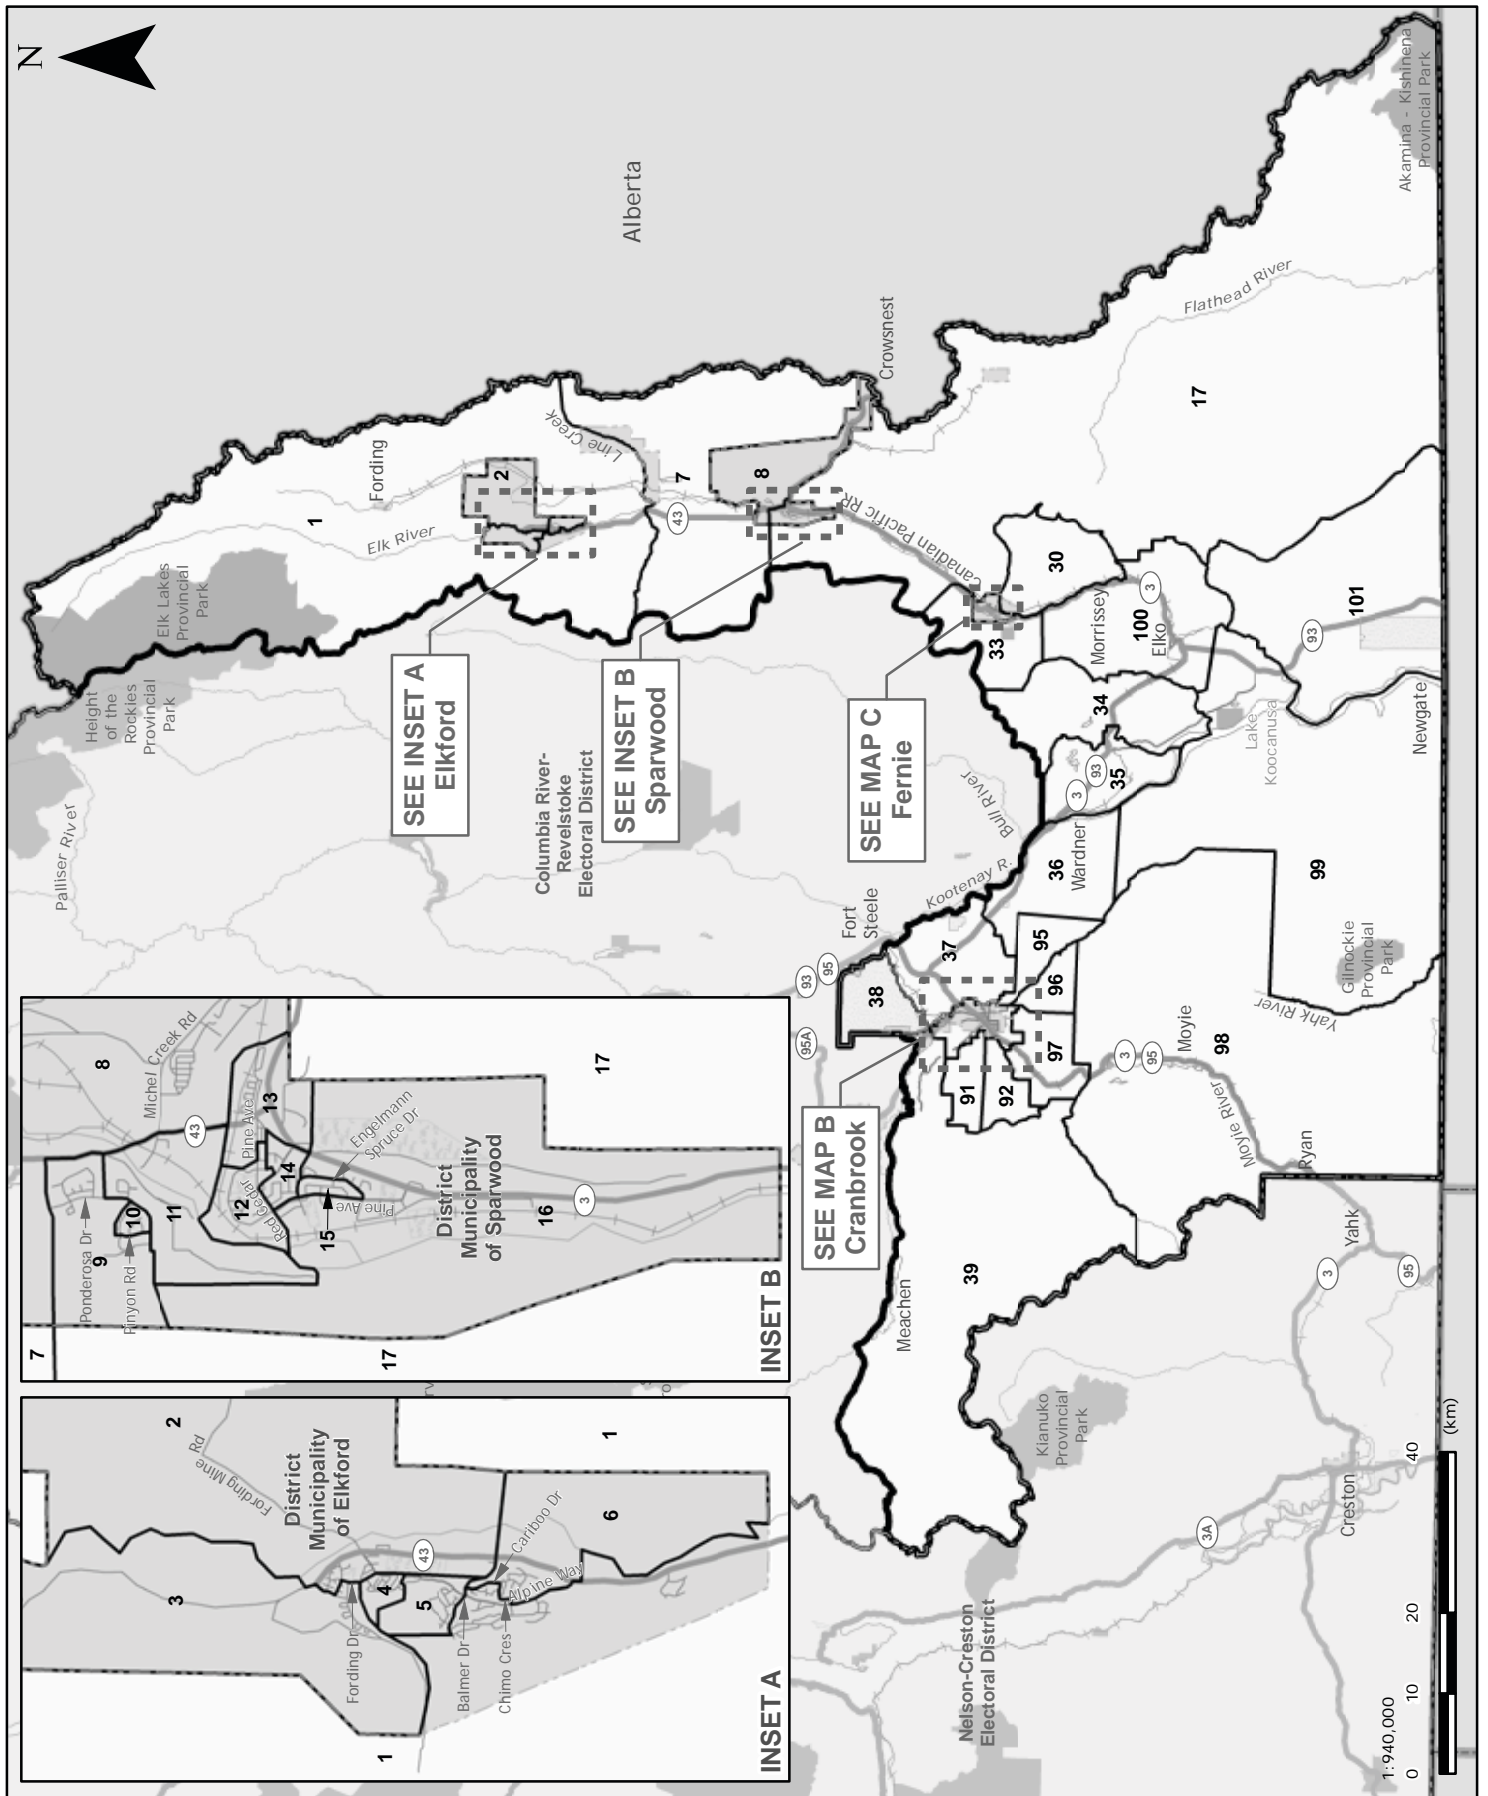 N
Alberta
Height
of the
Rockies
Provincial
Park
Elk Lakes
Provincial
Park
1
Fording
Elk River
2
Line Creek
7
43
8
Crowsnest
Canadian Pacific RR
Palliser River
SEE INSET A
Elkford
SEE INSET B
Sparwood
SEE MAP C
Fernie
Columbia River-
Revelstoke
Electoral District
Bull River
Kootenay R.
Fort
Steele
93
95
95A
SEE MAP B
Cranbrook
33
30
Morrissey
100
Elko
3
34
93
3
35
101
93
17
Flathead River
Akamina - Kishinena
Provincial Park
Lake
Koocanusa
Newgate
36
Wardner
37
38
95
96
97
91
92
99
Gilnockie
Provincial
Park
Yahk River
Moyie
98
3
95
Moyie River
Ryan
Yahk
3
95
39
Meachen
Kianuko
Provincial
Park
Creston
3A
Nelson-Creston
Electoral District
1:940,000
0
10
20
40
(km)
INSET B
7
8
Michel Creek Rd
43
Ponderosa Dr
9
Pinyon Rd
10
11
Pine Ave
13
12
Red Cedar
14
15
Engelmann
Spruce Dr
Pine Ave
District
Municipality
of Sparwood
16
3
17
17
INSET A
2
Fording Mine Rd
District
Municipality
of Elkford
3
43
4
Fording Dr
5
Balmer Dr
Cariboo Dr
Chimo Cres
Alpine Way
6
1
1